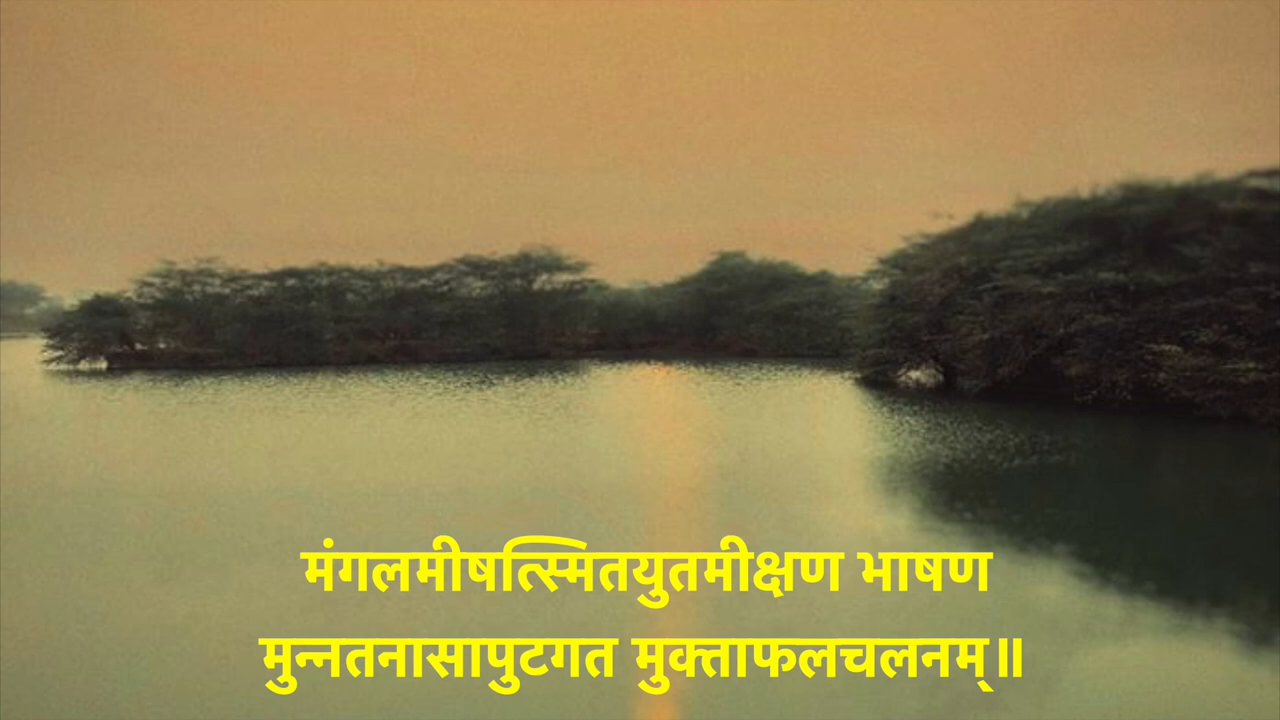 मंगलमीषत्स्मितयुतमीक्षण भाषण
मुन्नतनासापुटगत मुक्ताफलचलनम्॥